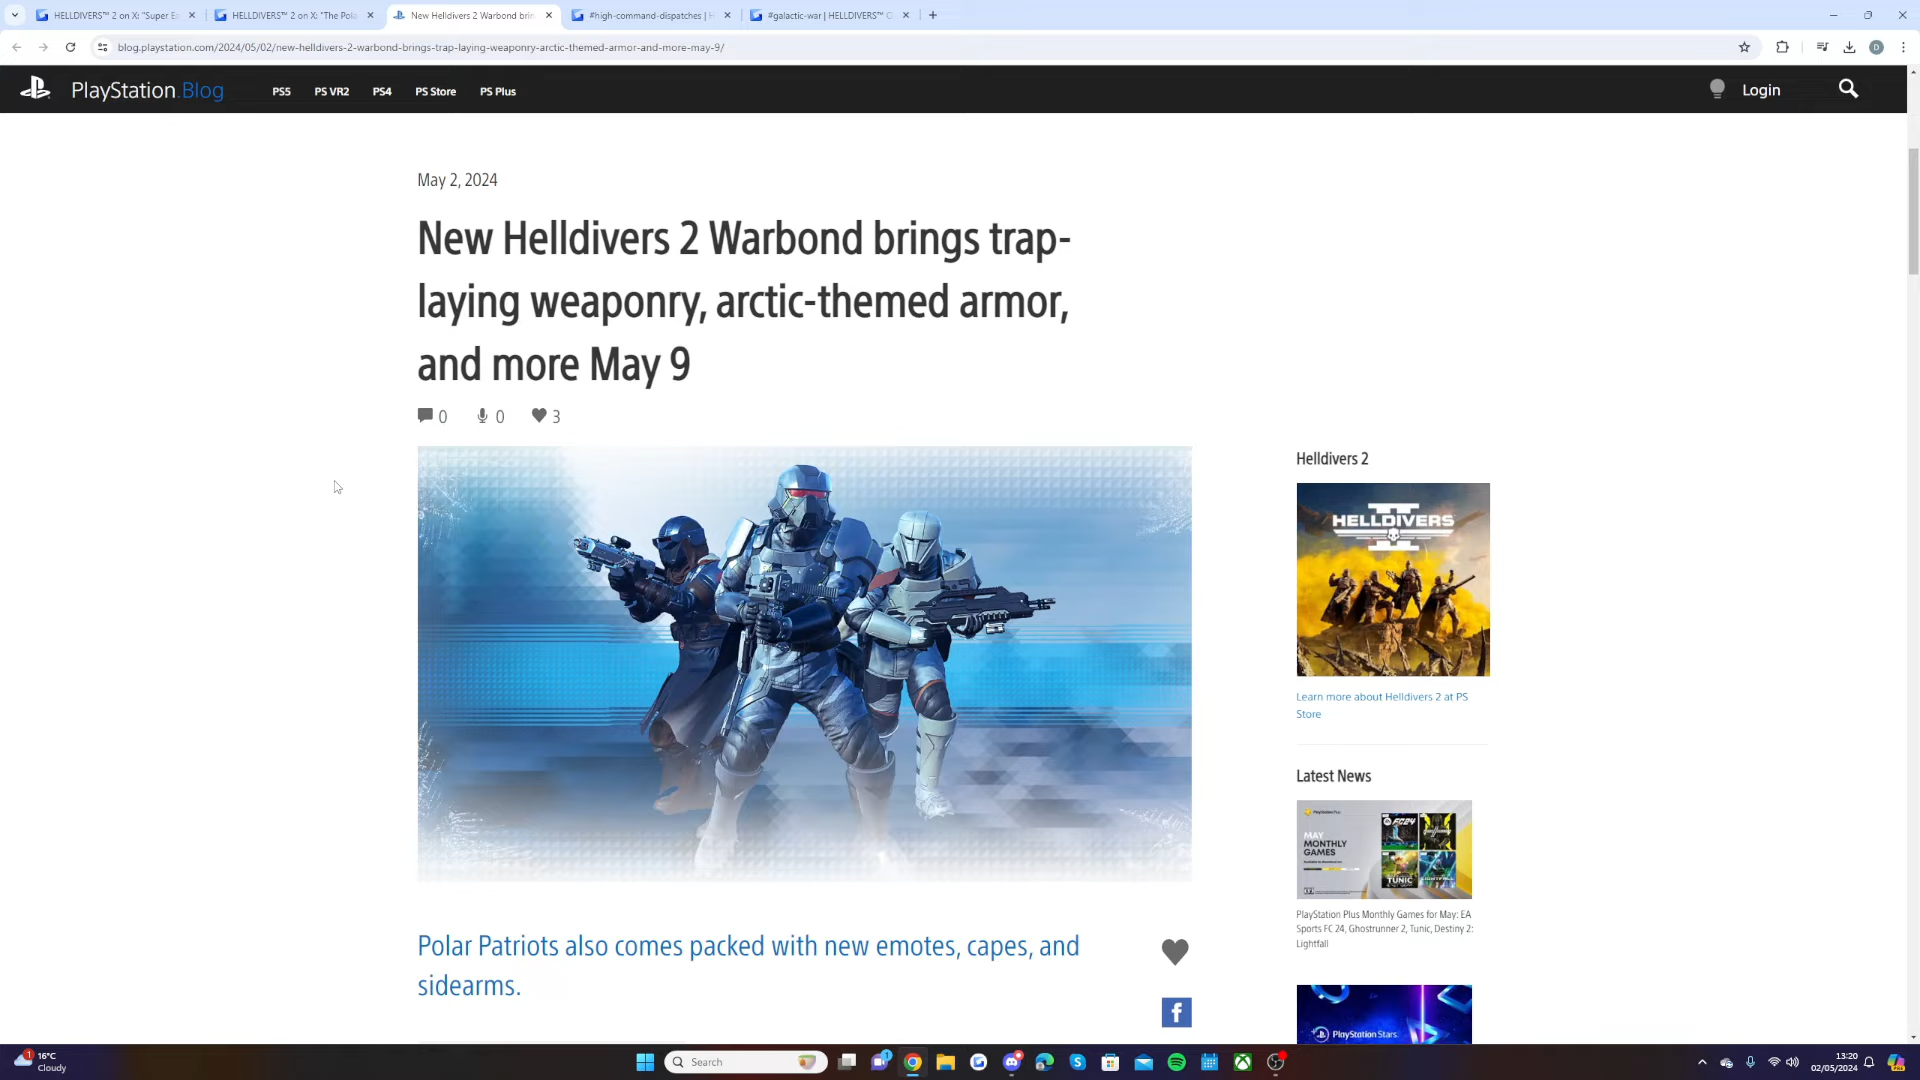 HELLDIVERS™ 2 on X: "Super Ea
HELLDIVERS™ 2 on X: "The Pola
New Helldivers 2 Warbond brin
#high-command-dispatches | H
#galactic-war | HELLDIVERS™ G
blog.playstation.com/2024/05/02/new-helldivers-2-warbond-brings-trap-laying-weaponry-arctic-themed-armor-and-more-may-9/
PlayStation.Blog
PS5
PS VR2
PS4
PS Store
PS Plus
Login
May 2, 2024
New Helldivers 2 Warbond brings trap-
laying weaponry, arctic-themed armor,
and more May 9
0 0 3
Helldivers 2
HELLDIVERS
Learn more about Helldivers 2 at PS
Store
Latest News
PlayStation Plus
MAY
MONTHLY
GAMES
FC24
TUNIC
LIGHTFALL
PlayStation Plus Monthly Games for May: EA
Sports FC 24, Ghostrunner 2, Tunic, Destiny 2:
Lightfall
Polar Patriots also comes packed with new emotes, capes, and
sidearms.
PlayStation Stars
16°C
Cloudy
Search
13:20
02/05/2024